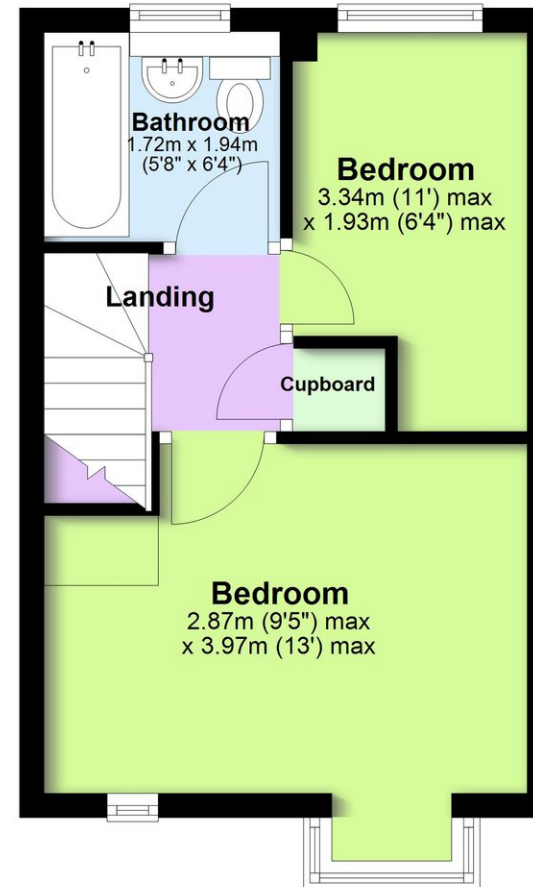 Bathroom
1.72m x 1.94m
(5'8" x 6'4")
Bedroom
3.34m (11') max
x 1.93m (6'4") max
Landing
Cupboard
Bedroom
2.87m (9'5") max
x 3.97m (13') max